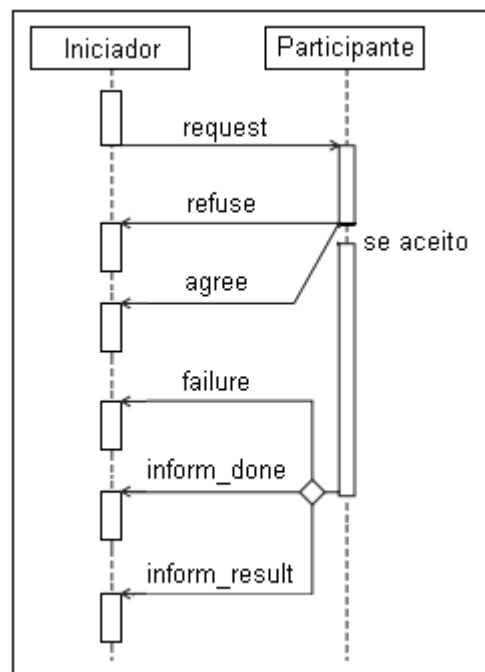 Iniciador
Participante
request
refuse
se aceito
agree
failure
inform_done
inform_result